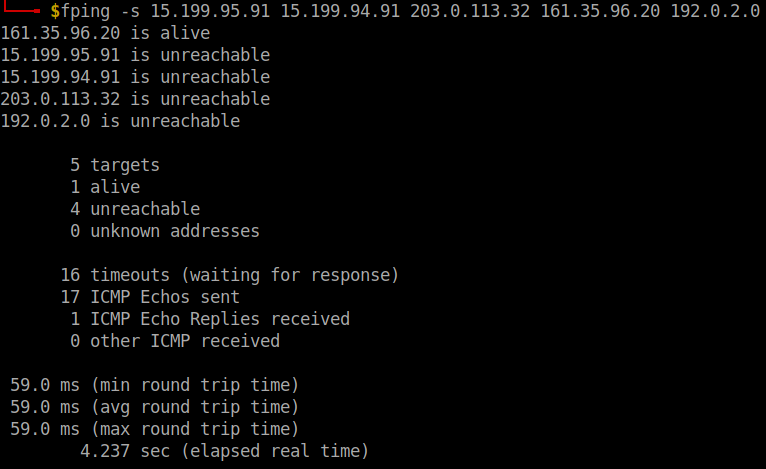 $fping -s 15.199.95.91 15.199.94.91 203.0.113.32 161.35.96.20 192.0.2.0
161.35.96.20 is alive
15.199.95.91 is unreachable
15.199.94.91 is unreachable
203.0.113.32 is unreachable
192.0.2.0 is unreachable
5 targets
1 alive
4 unreachable
0 unknown addresses
16 timeouts (waiting for response)
17 ICMP Echos sent
1 ICMP Echo Replies received
0 other ICMP received
59.0 ms (min round trip time)
59.0 ms (avg round trip time)
59.0 ms (max round trip time)
4.237 sec (elapsed real time)